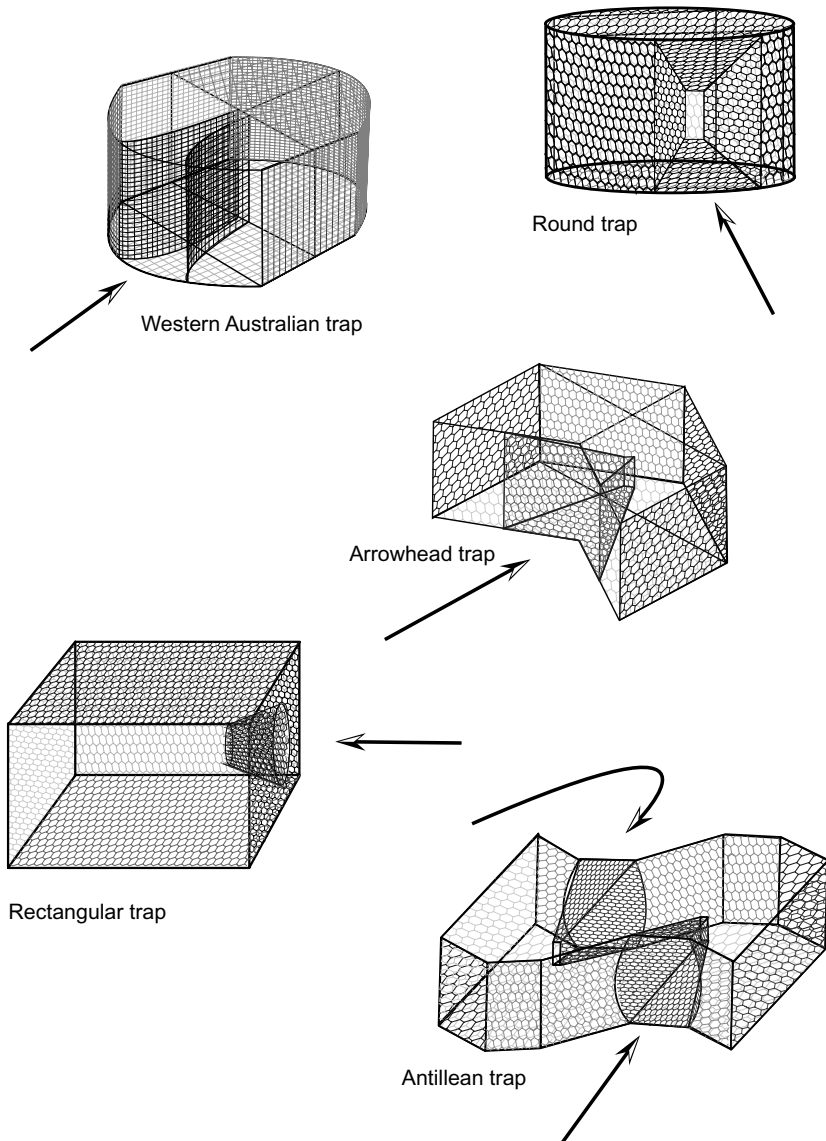 Round trap
Western Australian trap
Arrowhead trap
Rectangular trap
Antillean trap